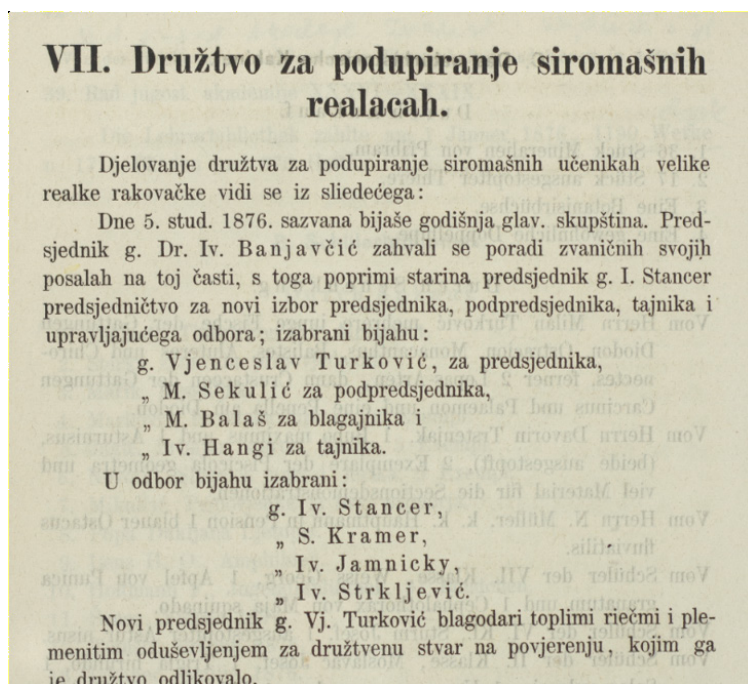 VII. Družtvo za podupiranje siromašnih
realacah.
Djelovanje družtva za podupiranje siromašnih učenikah velike
realke rakovačke vidi se iz sliedećega:
Dne 5. stud. 1876. sazvana bijaše godišnja glav. skupština. Pred-
sjednik g. Dr. Iv. Banjavčić zahvali se poradi zvaničnih svojih
posalah na toj časti, s toga poprimi starina predsjednik g. I. Stancer
predsjedničtvo za novi izbor predsjednika, podpredsjednika, tajnika i
upravljajućega odbora; izabrani bijahu:
g. Vjenceslav Turković, za predsjednika,
„ M. Sekulić za podpredsjednika,
„ M. Balaš za blagajnika i
„ Iv. Hangi za tajnika.
U odbor bijahu izabrani:
g. Iv. Stancer,
„ S. Kramer,
„ Iv. Jamnicky,
„ Iv. Strkljević.
Novi predsjednik g. Vj. Turković blagodari toplimi riečmi i ple-
menitim oduševljenjem za družtvenu stvar na povjerenju, kojim ga
je družtvo odlikovalo.